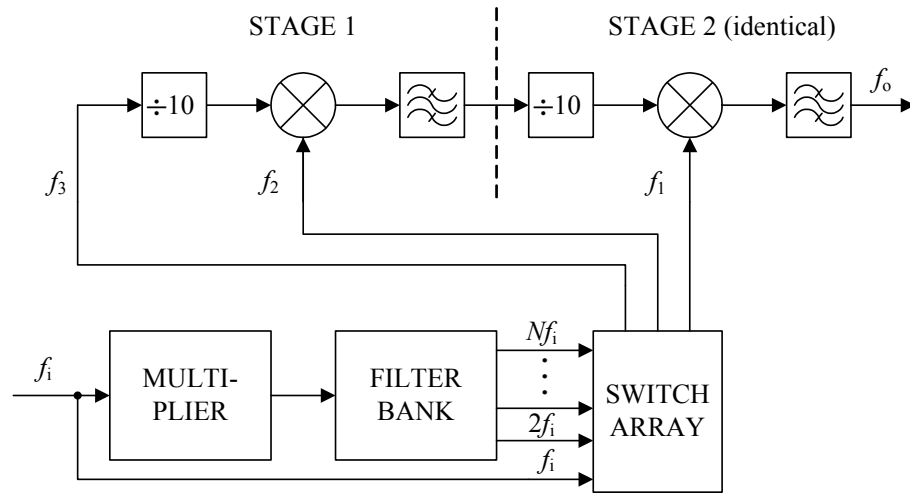 STAGE 1
STAGE 2 (identical)
÷10
÷10
fo
f3
f2
f1
fi
MULTI-
PLIER
FILTER
BANK
Nfi
2fi
fi
SWITCH
ARRAY